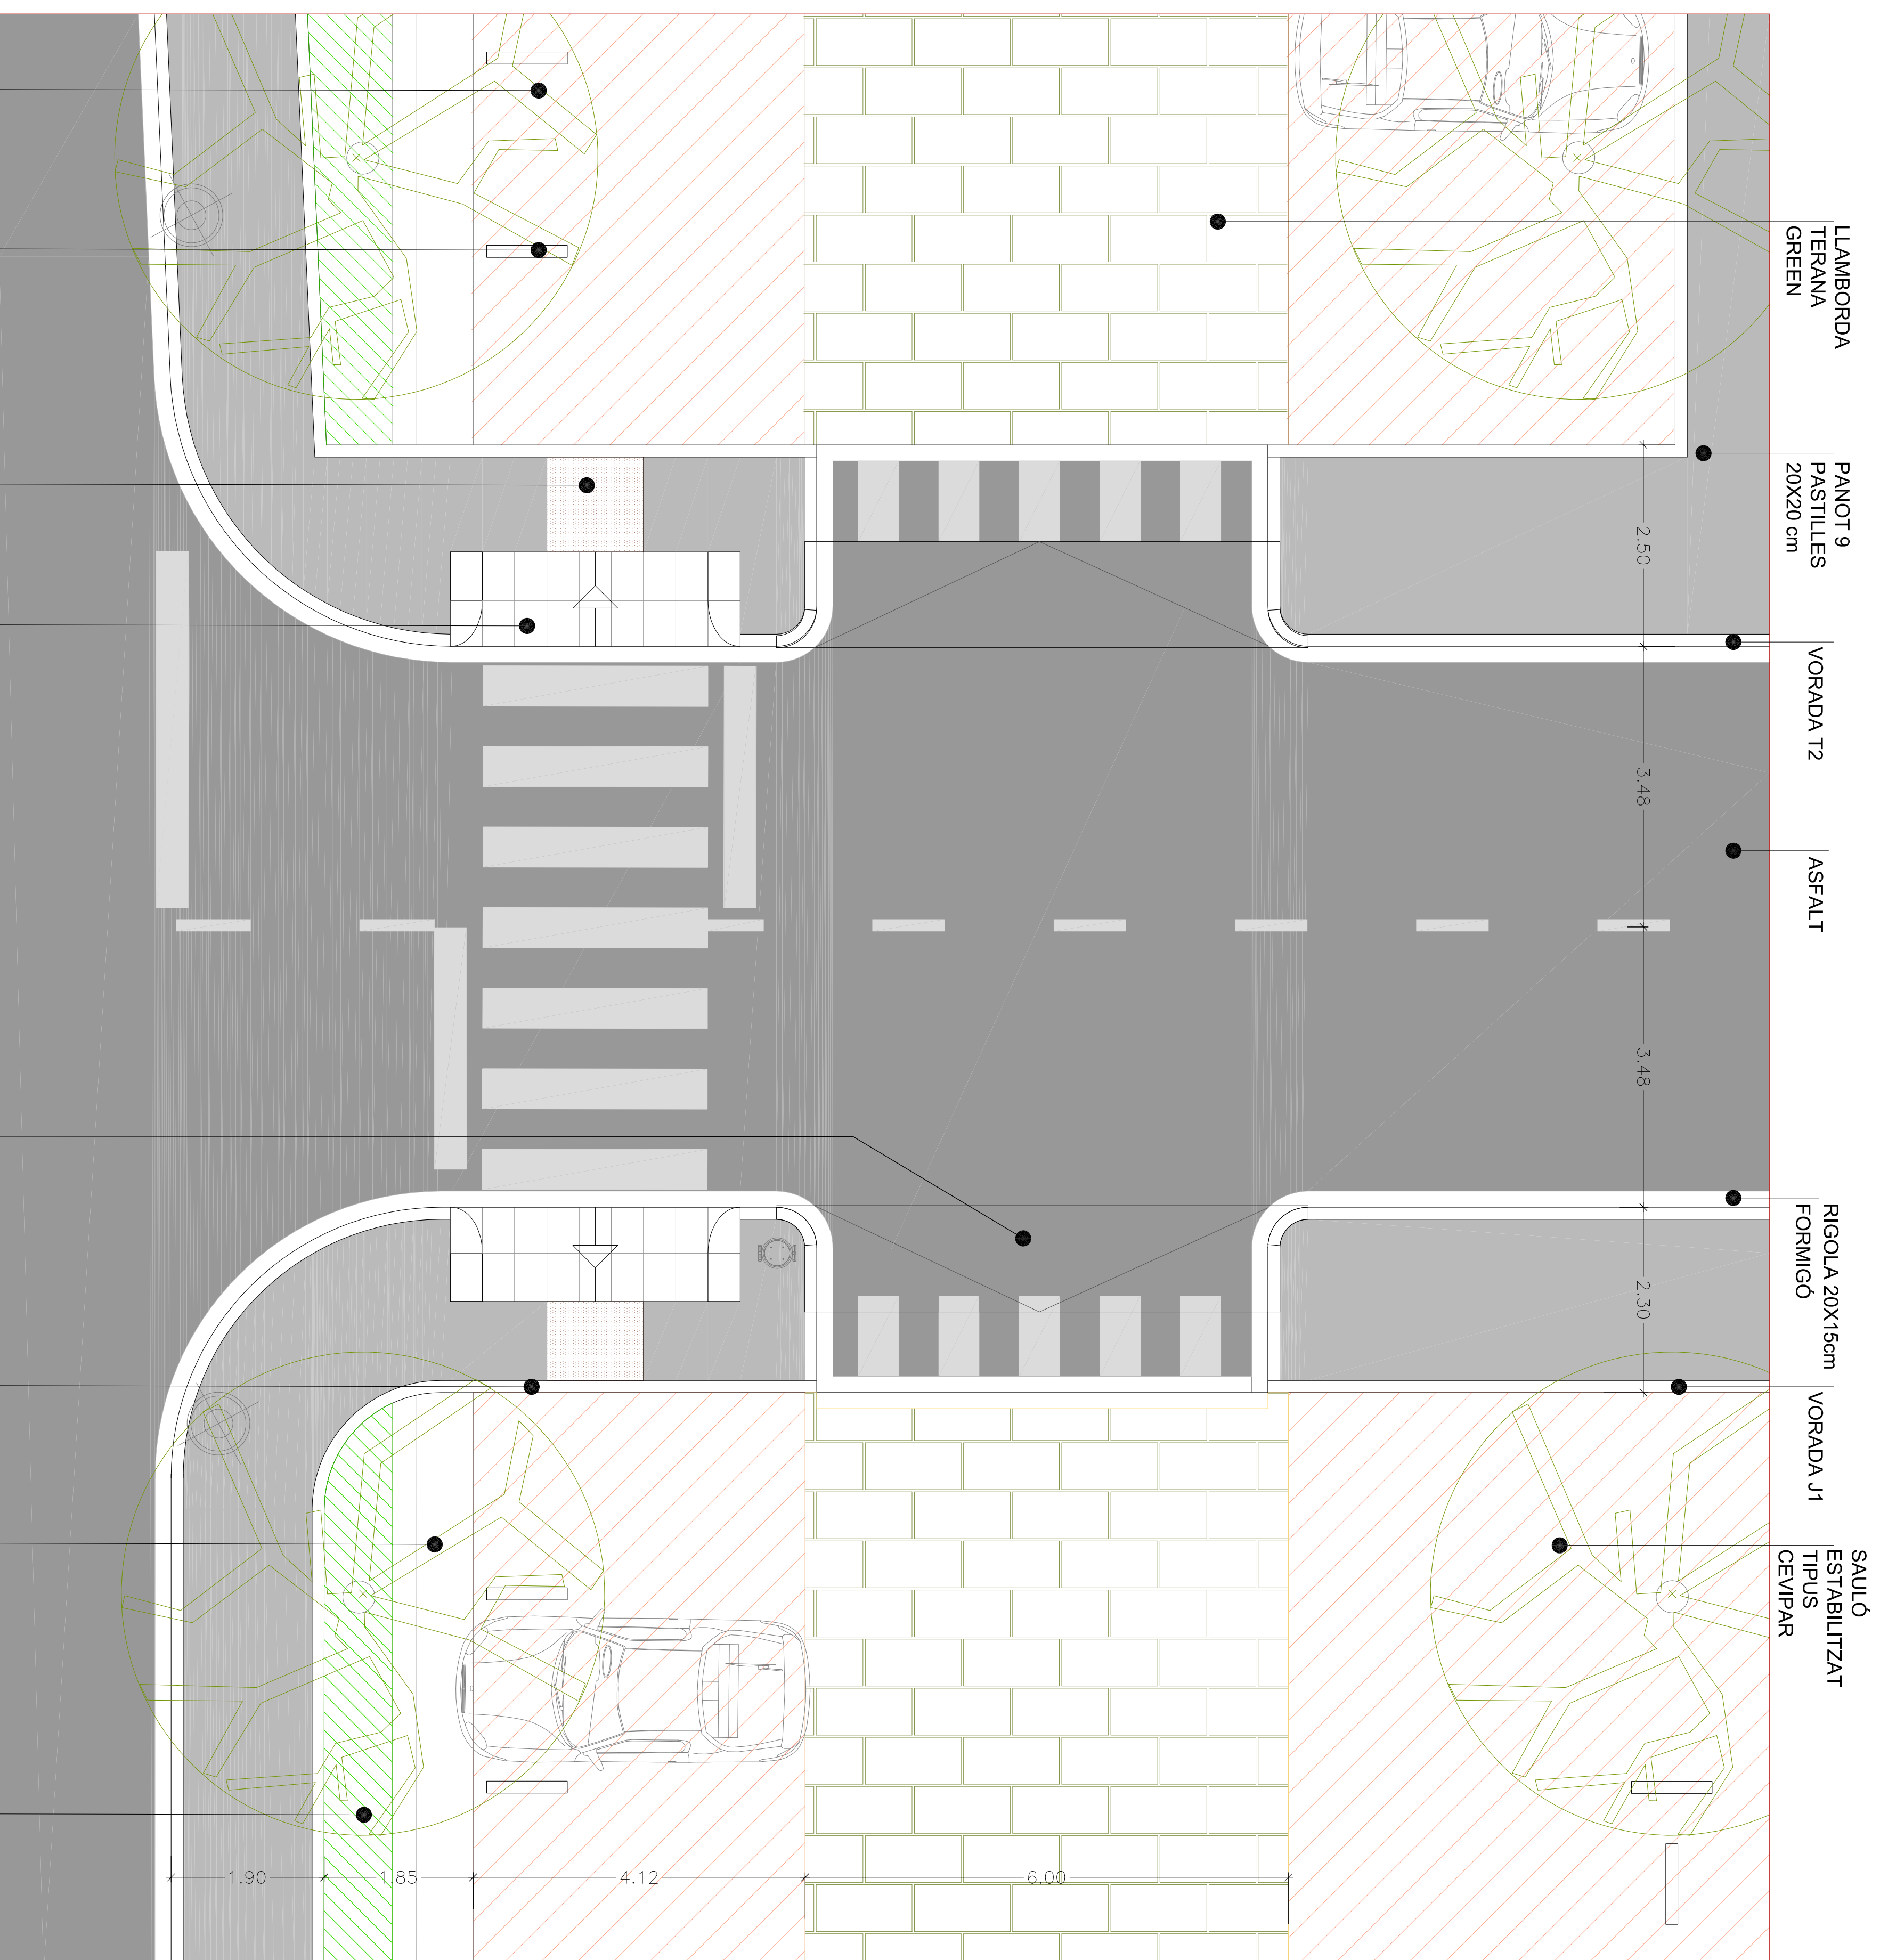 LLAMBORDA
TERANA
GREEN
PANOT 9
PASTILLES
20X20 cm
VORADA T2
ASFALT
RIGOLA 20X15cm
FORMIGÓ
VORADA J1
SAULÓ
ESTABILITZAT
TIPUS
CEVIPAR
2.50
3.48
3.48
2.30
1.90
1.85
4.12
6.00